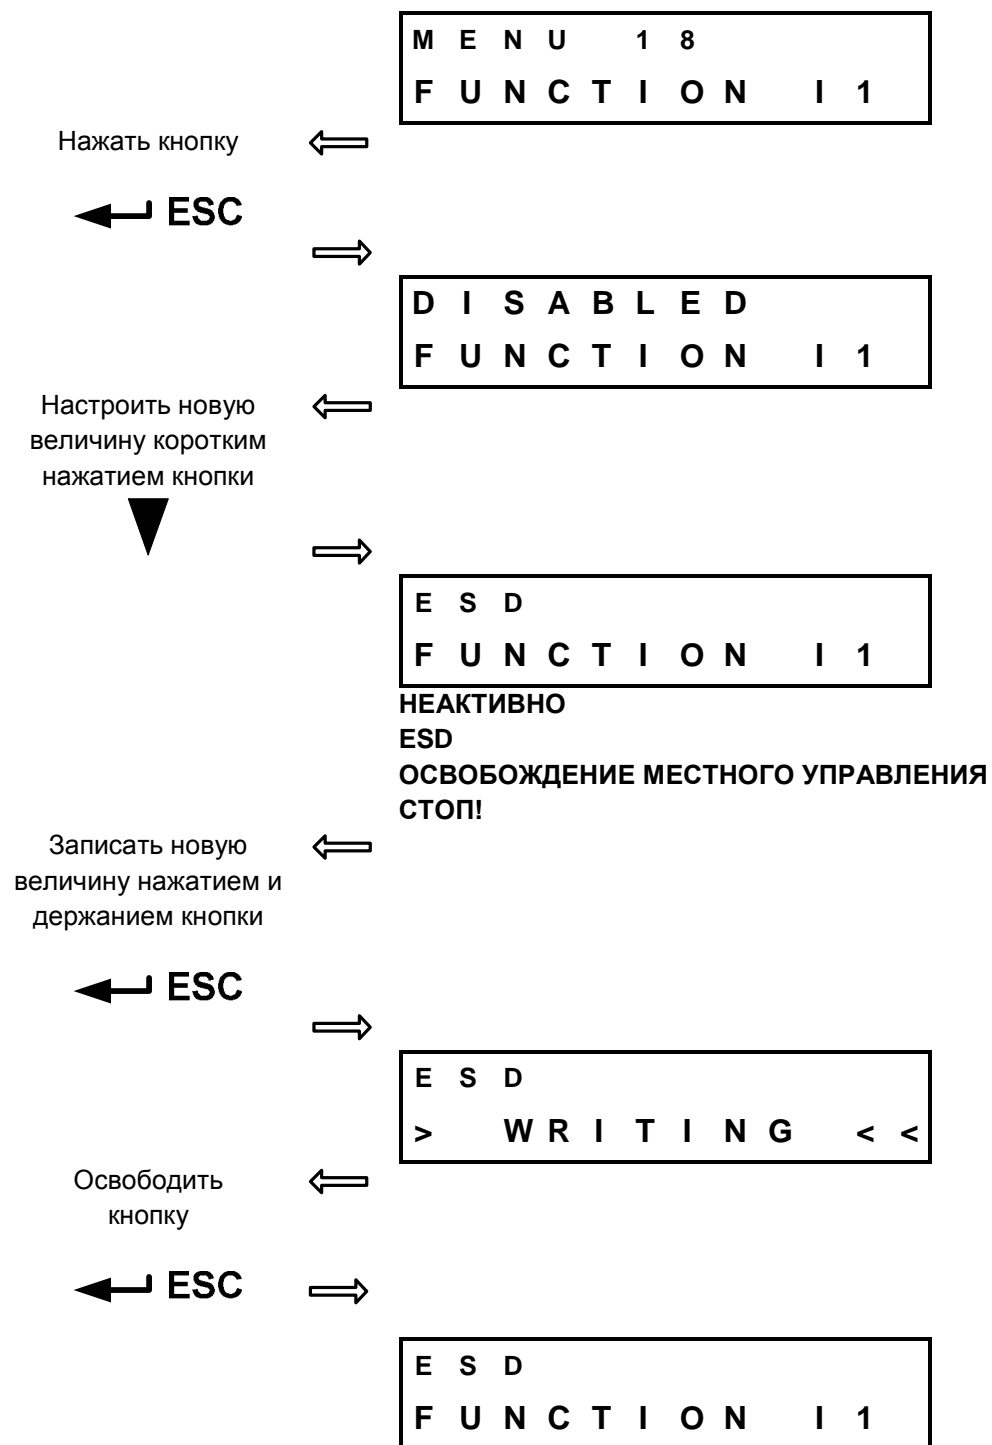 MENU 18
FUNCTION I1
Нажать кнопку
ESC
DISABLED
FUNCTION I1
Настроить новую
величину коротким
нажатием кнопки
ESD
FUNCTION I1
НЕАКТИВНО
ESD
ОСВОБОЖДЕНИЕ МЕСТНОГО УПРАВЛЕНИЯ
СТОП!
Записать новую
величину нажатием и
держанием кнопки
ESC
ESD
> WRITING <<
Освободить
кнопку
ESC
ESD
FUNCTION I1